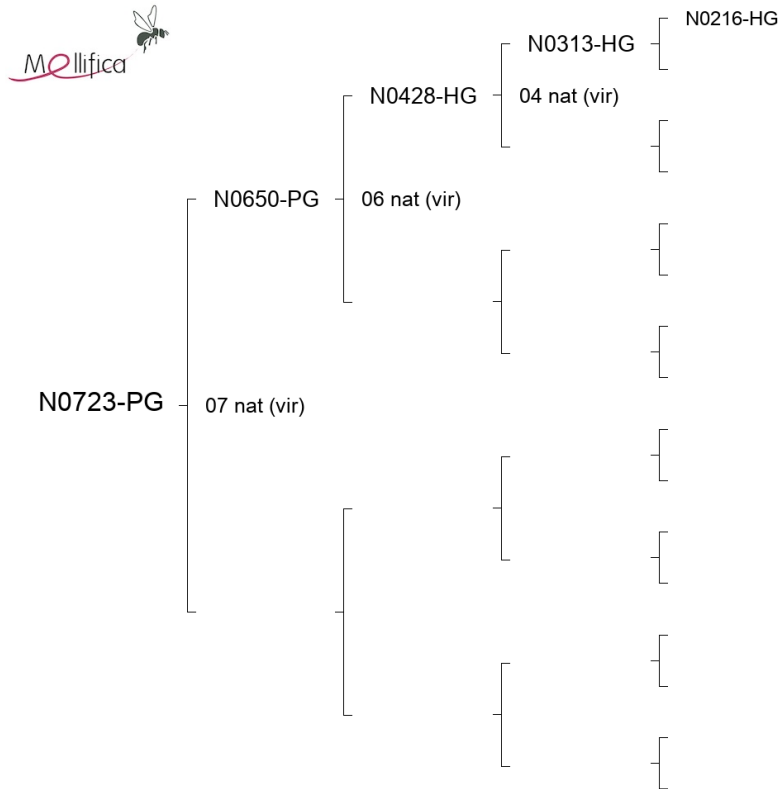 Mellifica
N0216-HG
N0313-HG
N0428-HG
04 nat (vir)
N0650-PG
06 nat (vir)
N0723-PG
07 nat (vir)